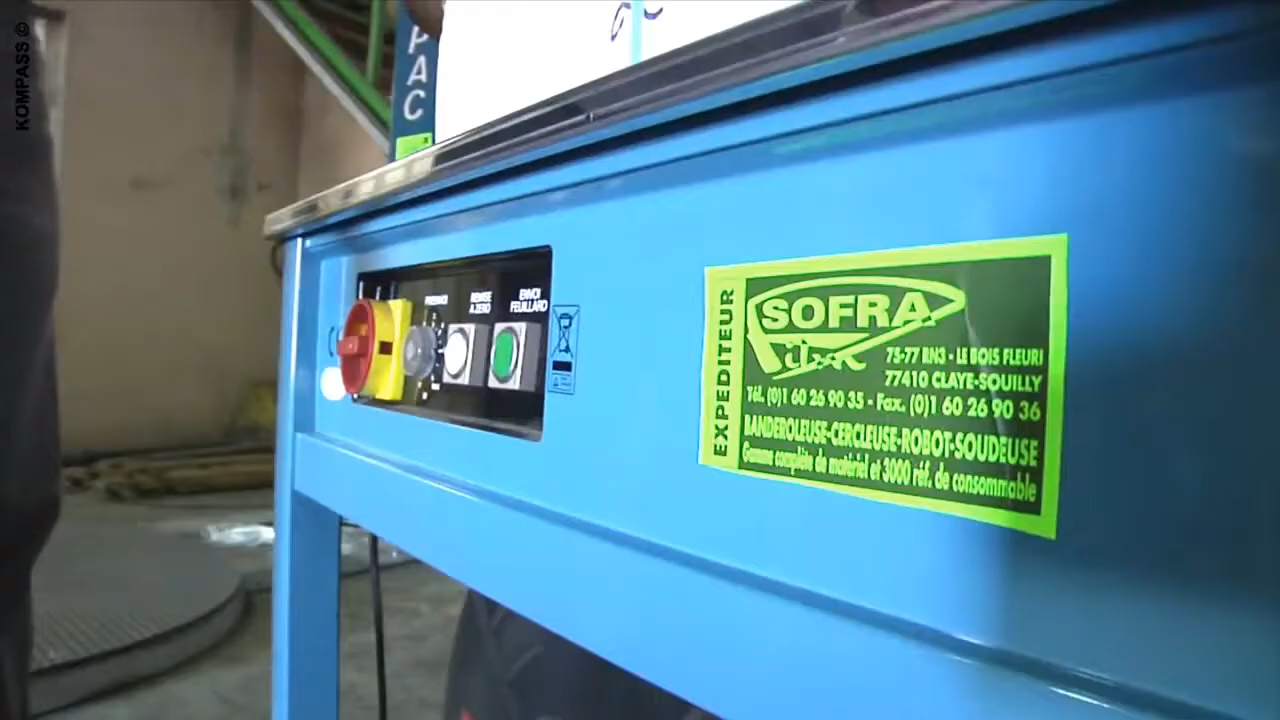 KOMPASS ©
PAC
REMISE
A ZERO
ENVOI
FEUILLARD
EXPEDITEUR
SOFRA
75-77 RN3 - LE BOIS FLEURI
77410 CLAYE-SOUILLY
Tél. (0)1 60 26 90 35 - Fax. (0)1 60 26 90 36
BANDEROLEUSE-CERCLEUSE-ROBOT-SOUDEUSE
Gamme complète de matériel et 3000 réf. de consommable